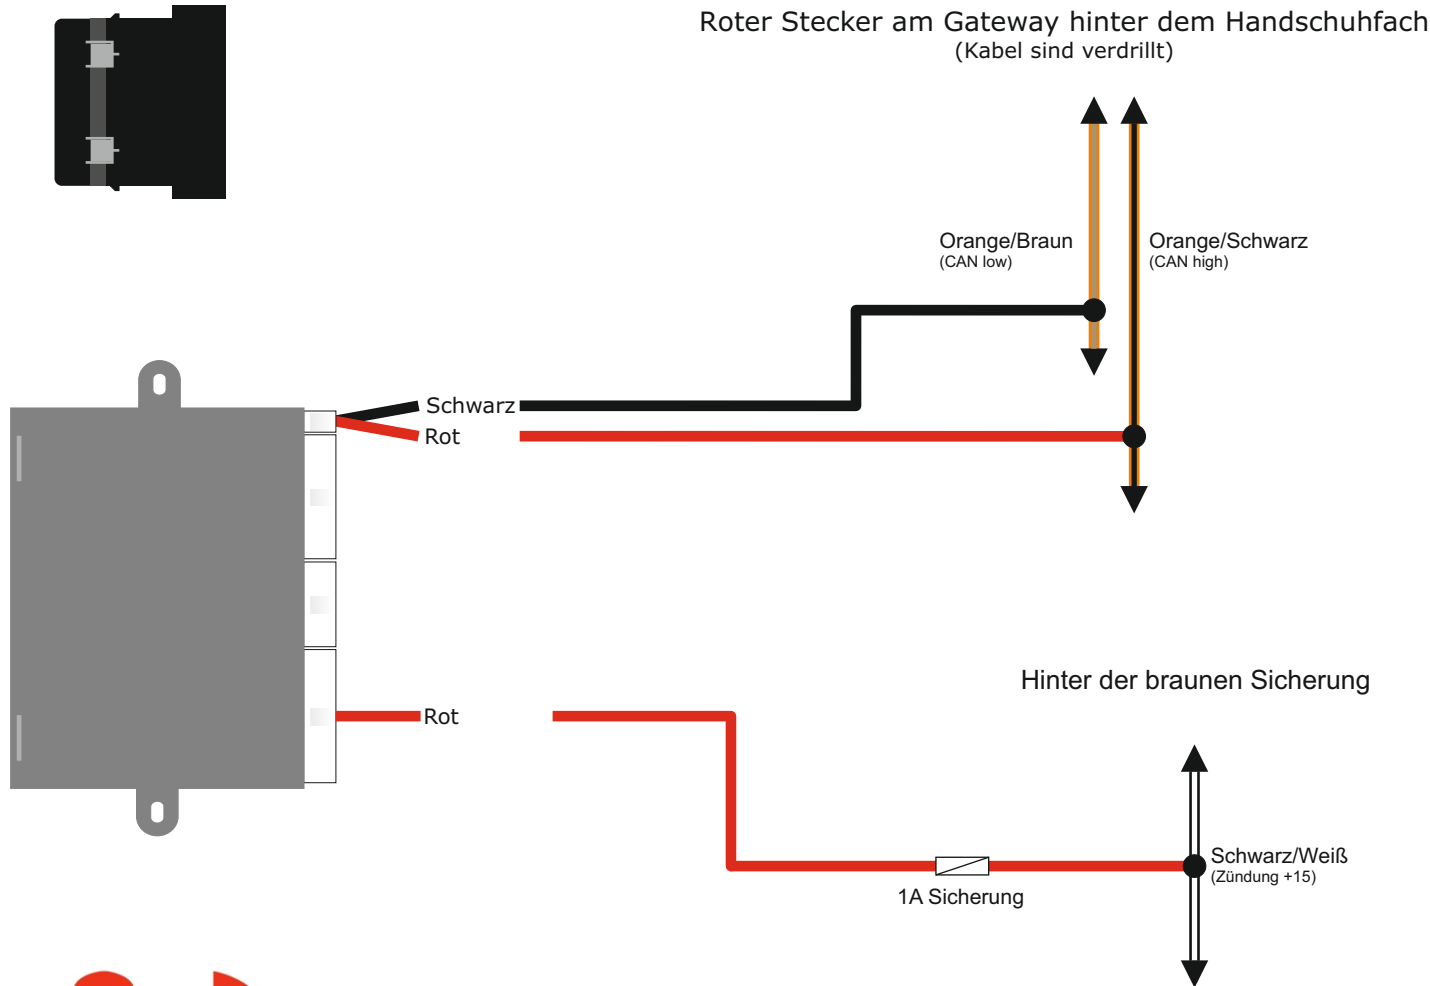 Roter Stecker am Gateway hinter dem Handschuhfach
(Kabel sind verdrillt)
Orange/Braun
(CAN low)
Orange/Schwarz
(CAN high)
Schwarz
Rot
Hinter der braunen Sicherung
Rot
Schwarz/Weiß
(Zündung +15)
1A Sicherung